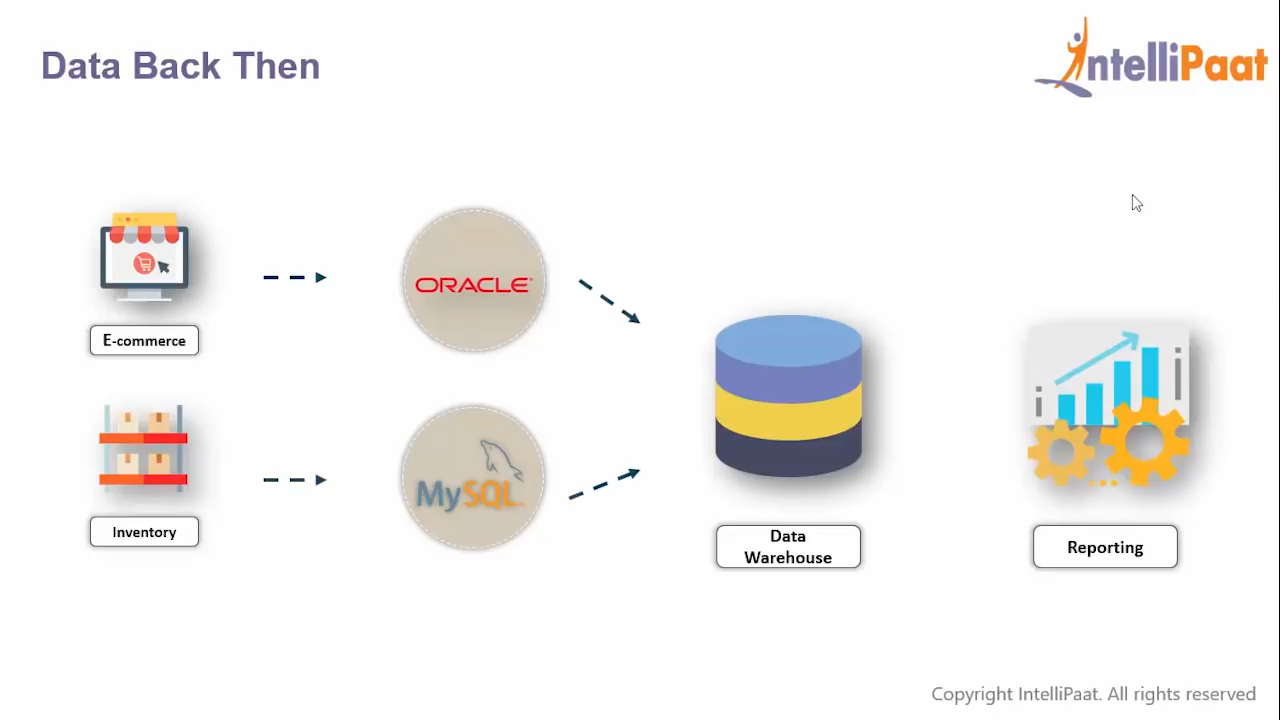 Data Back Then
IntelliPaat
ORACLE
E-commerce
MySQL
Inventory
Data
Warehouse
Reporting
Copyright IntelliPaat. All rights reserved